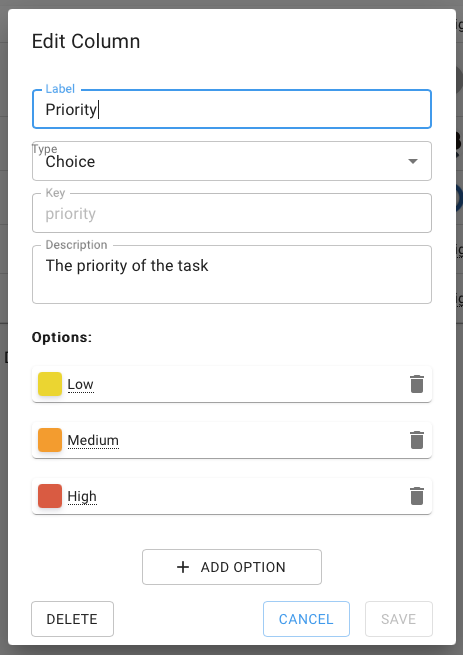 Edit Column
Label
Priority
Type
Choice
Key
priority
Description
The priority of the task
Options:
Low
Medium
High
+ ADD OPTION
DELETE
CANCEL
SAVE